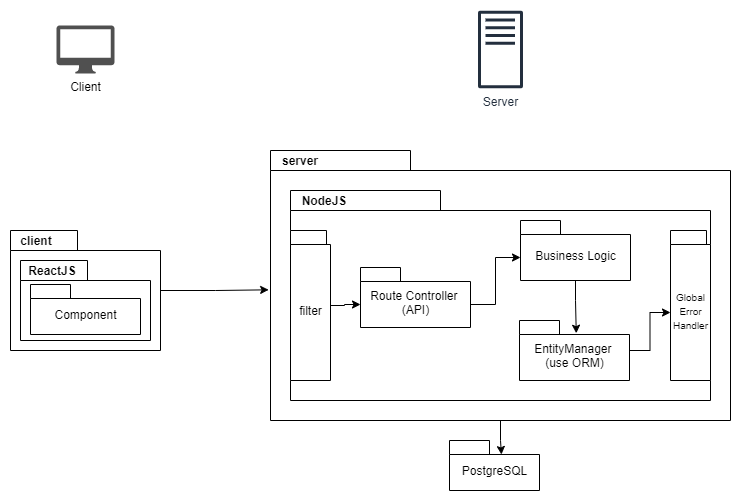 Client
Server
server
NodeJS
client
ReactJS
Component
filter
Route Controller
(API)
Business Logic
EntityManager
(use ORM)
Global
Error
Handler
PostgreSQL